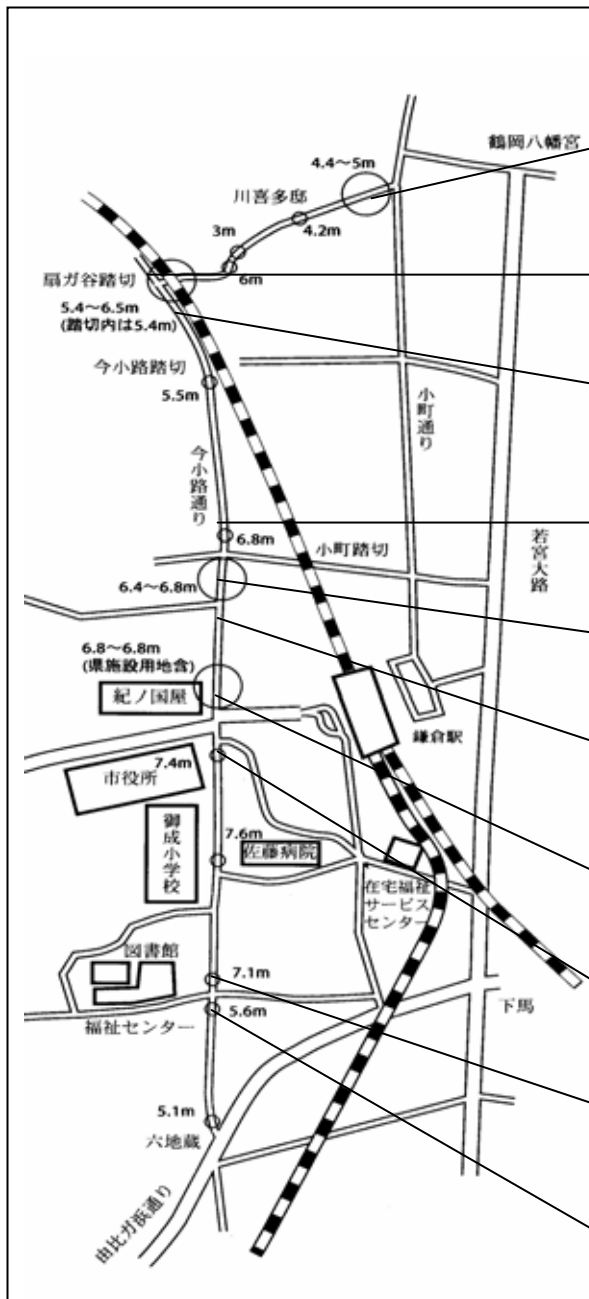 鶴岡八幡宮
4.4～5m
川喜多邸
4.2m
3m
6m
扇ガ谷踏切
5.4～6.5m
(踏切内は5.4m)
今小路踏切
5.5m
小町通り
今小路通り
若宮大路
6.8m
小町踏切
6.4～6.8m
6.8～6.8m
(県施設用地含)
紀ノ国屋
鎌倉駅
7.4m
市役所
御成小学校
7.6m
佐藤病院
在宅福祉
サービス
センター
図書館
7.1m
下馬
福祉センター
5.6m
5.1m
六地蔵
由比ガ浜通り